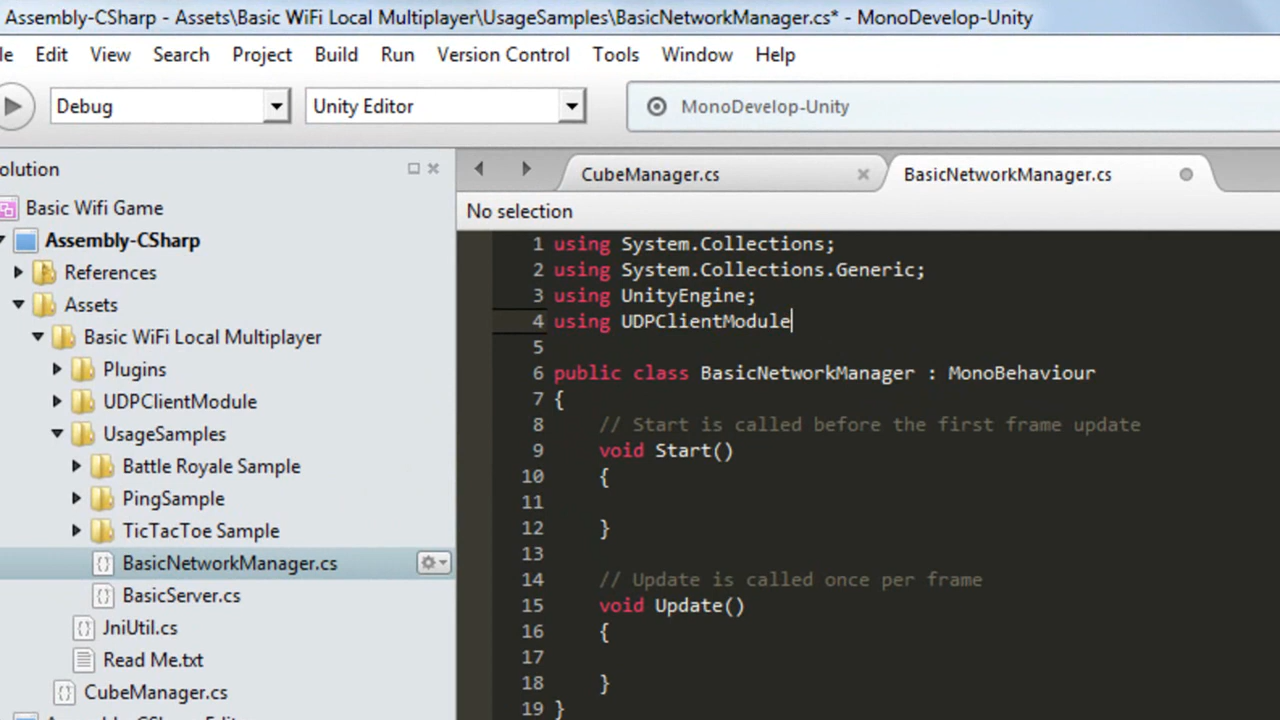 Assembly-CSharp - Assets\Basic WiFi Local Multiplayer\UsageSamples\BasicNetworkManager.cs* - MonoDevelop-Unity
le Edit View Search Project Build Run Version Control Tools Window Help
Debug Unity Editor MonoDevelop-Unity
olution
CubeManager.cs BasicNetworkManager.cs
No selection
Basic Wifi Game
Assembly-CSharp
References
Assets
Basic WiFi Local Multiplayer
Plugins
UDPClientModule
UsageSamples
Battle Royale Sample
PingSample
TicTacToe Sample
BasicNetworkManager.cs
BasicServer.cs
JniUtil.cs
Read Me.txt
CubeManager.cs
1 using System.Collections;
2 using System.Collections.Generic;
3 using UnityEngine;
4 using UDPClientModule
5
6 public class BasicNetworkManager : MonoBehaviour
7 {
8 // Start is called before the first frame update
9 void Start()
10 {
11
12 }
13
14 // Update is called once per frame
15 void Update()
16 {
17
18 }
19 }